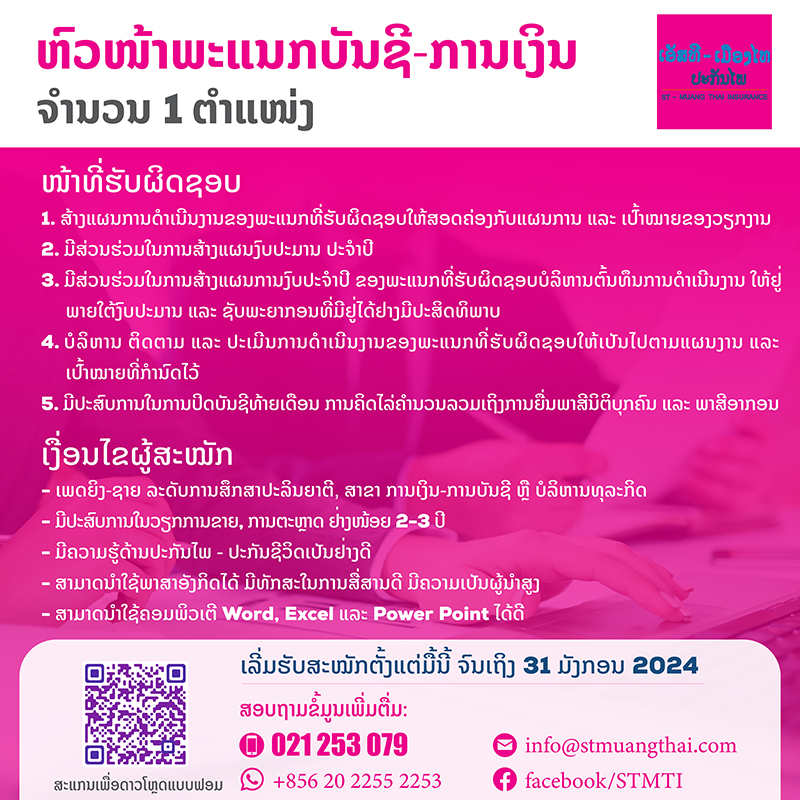 ຫົວໜ້າພະແນກບັນຊີ-ການເງິນ
ຈຳນວນ 1 ຕຳແໜ່ງ
ເອັສທີ - ເມືອງໄທ
ປະກັນໄພ
ST - MUANG THAI INSURANCE
ໜ້າທີ່ຮັບຜິດຊອບ
1. ສ້າງແຜນການດຳເນີນງານຂອງພະແນກທີ່ຮັບຜິດຊອບໃຫ້ສອດຄ່ອງກັບແຜນການ ແລະ ເປົ້າໝາຍຂອງວຽກງານ
2. ມີສ່ວນຮ່ວມໃນການສ້າງແຜນງົບປະມານ ປະຈຳປີ
3. ມີສ່ວນຮ່ວມໃນການສ້າງແຜນການງົບປະຈຳປີ ຂອງພະແນກທີ່ຮັບຜິດຊອບບໍລິຫານຕົ້ນທຶນການດຳເນີນງານ ໃຫ້ຢູ່
ພາຍໃຕ້ງົບປະມານ ແລະ ຊັບພະຍາກອນທີ່ມີຢູ່ໄດ້ຢ່າງມີປະສິດທິພາບ
4. ບໍລິຫານ ຕິດຕາມ ແລະ ປະເມີນການດຳເນີນງານຂອງພະແນກທີ່ຮັບຜິດຊອບໃຫ້ເປັນໄປຕາມແຜນງານ ແລະ
ເປົ້າໝາຍທີ່ກຳນົດໄວ້
5. ມີປະສົບການໃນການປິດບັນຊີທ້າຍເດືອນ ການຄິດໄລ່ຄຳນວນລວມເຖິງການຍື່ນພາສີນິຕິບຸກຄົນ ແລະ ພາສີອາກອນ
ເງື່ອນໄຂຜູ້ສະໝັກ
- ເພດຍິງ-ຊາຍ ລະດັບການສຶກສາປະລິນຍາຕີ, ສາຂາ ການເງິນ-ການບັນຊີ ຫຼື ບໍລິຫານທຸລະກິດ
- ມີປະສົບການໃນວຽກການຂາຍ, ການຕະຫຼາດ ຢ່າງໜ້ອຍ 2-3 ປີ
- ມີຄວາມຮູ້ດ້ານປະກັນໄພ - ປະກັນຊີວິດເປັນຢ່າງດີ
- ສາມາດນຳໃຊ້ພາສາອັງກິດໄດ້ ມີທັກສະໃນການສື່ສານດີ ມີຄວາມເປັນຜູ້ນຳສູງ
- ສາມາດນຳໃຊ້ຄອມພິວເຕີ Word, Excel ແລະ Power Point ໄດ້ດີ
ເລີ່ມຮັບສະໝັກຕັ້ງແຕ່ມື້ນີ້ ຈົນເຖິງ 31 ມັງກອນ 2024
ສອບຖາມຂໍ້ມູນເພີ່ມຕື່ມ:
021 253 079
info@stmuangthai.com
+856 20 2255 2253
facebook/STMTI
ສະແກນເພື່ອດາວໂຫຼດແບບຟອມ